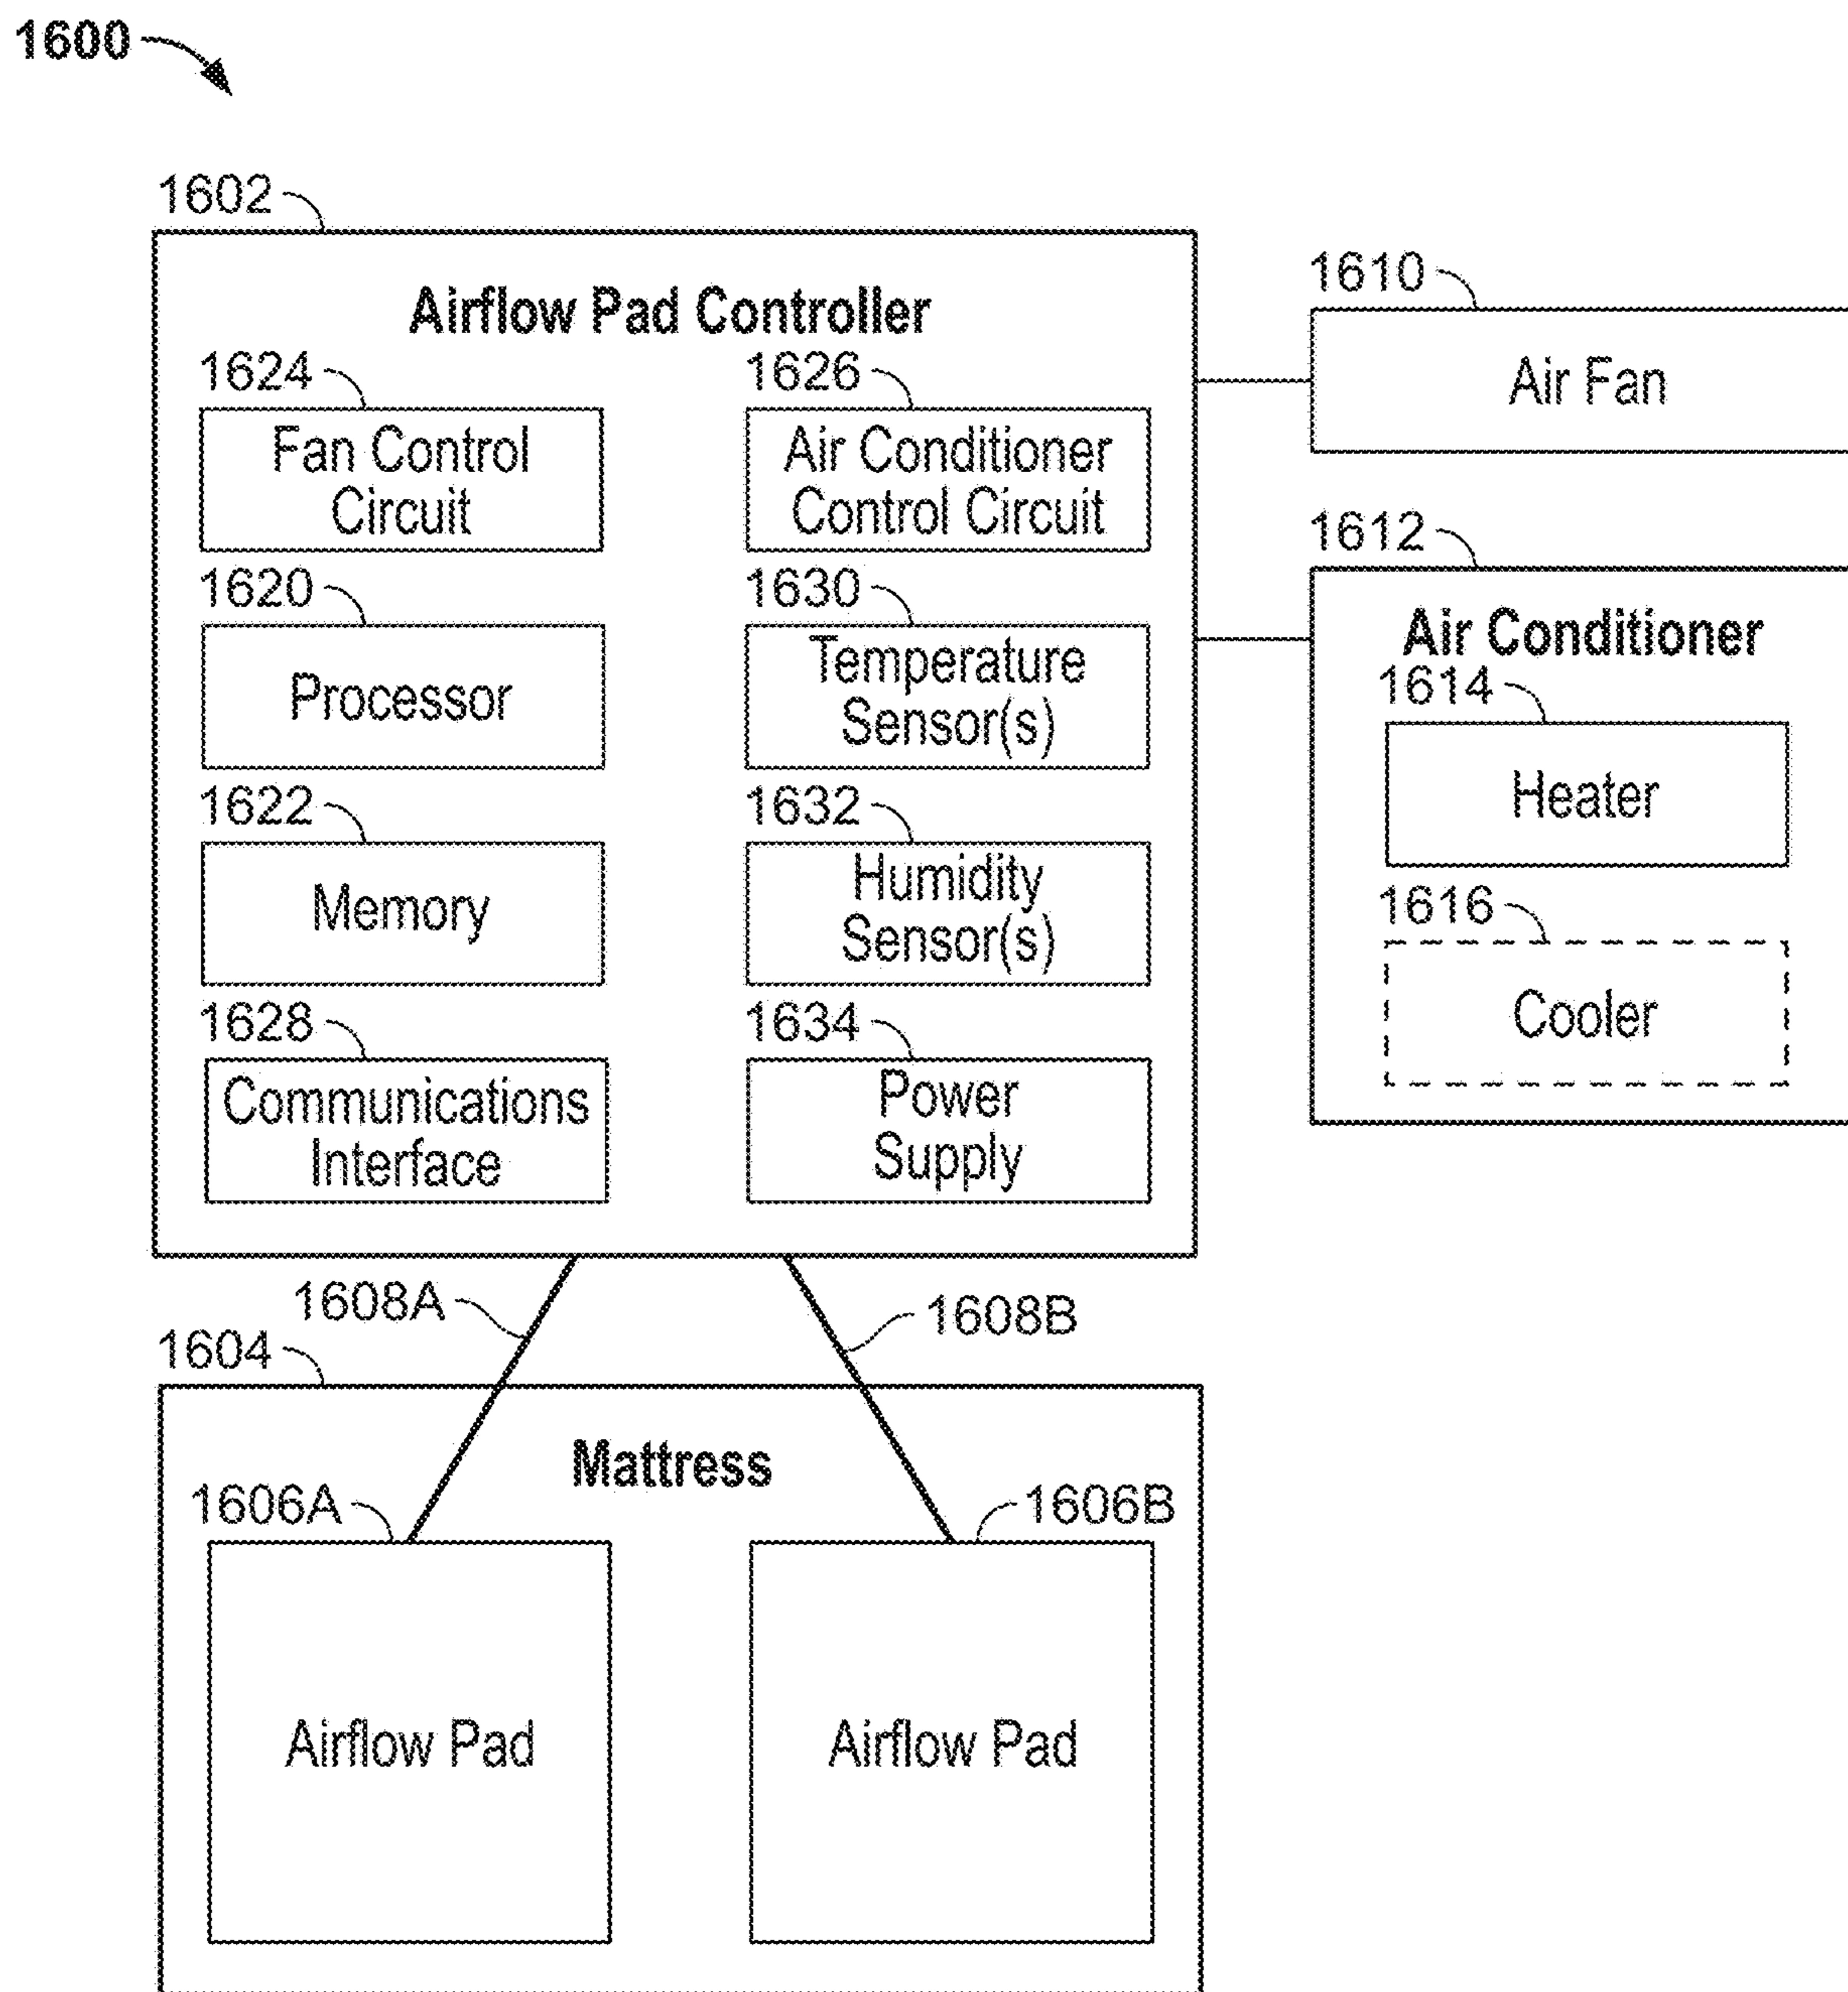 1600
1602
Airflow Pad Controller
1624
Fan Control
Circuit
1626
Air Conditioner
Control Circuit
1620
Processor
1630
Temperature
Sensor(s)
1622
Memory
1632
Humidity
Sensor(s)
1628
Communications
Interface
1634
Power
Supply
1610
Air Fan
1612
Air Conditioner
1614
Heater
1616
Cooler
1608A
1608B
1604
Mattress
1606A
Airflow Pad
1606B
Airflow Pad